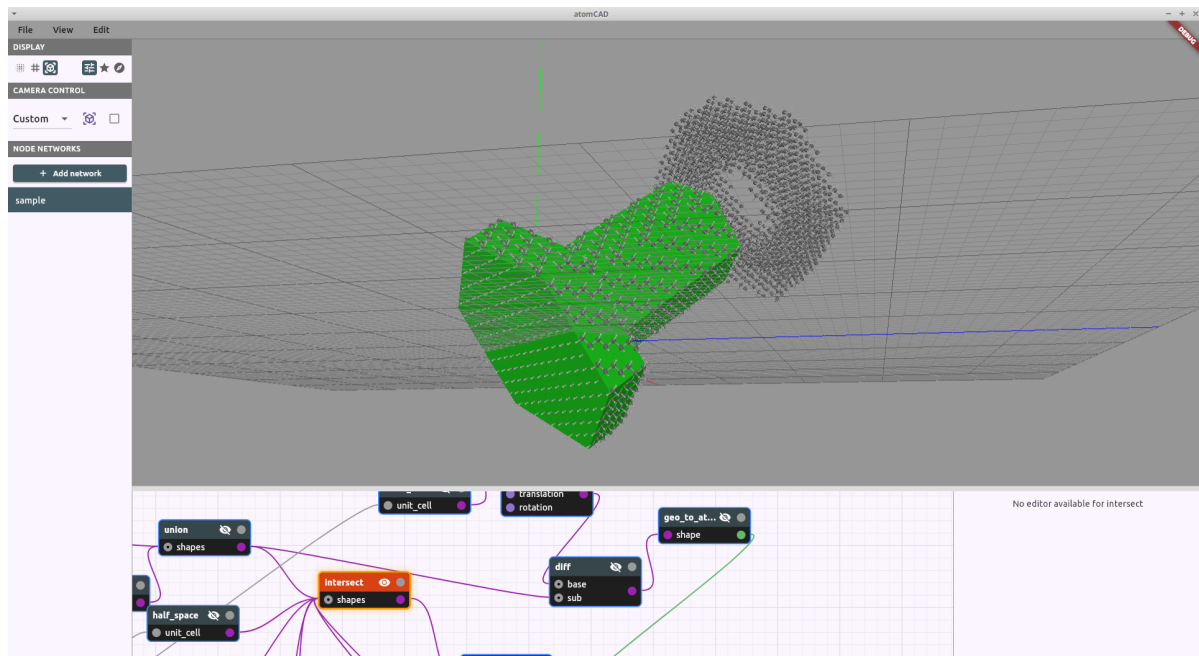 atomCAD
File View Edit
DEBUG
DISPLAY
CAMERA CONTROL
Custom
NODE NETWORKS
+ Add network
sample
No editor available for intersect
unit_cell
translation
rotation
union
shapes
geo_to_at...
shape
diff
base
sub
intersect
shapes
half_space
unit_cell